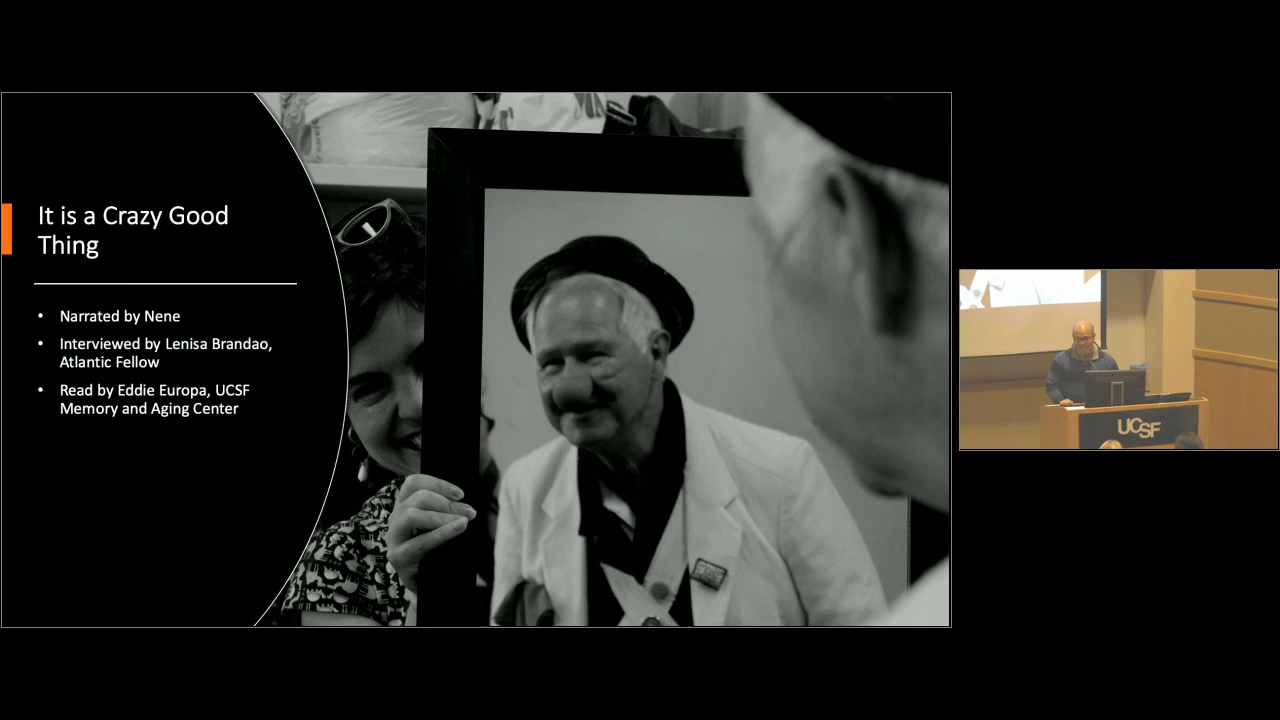 It is a Crazy Good
Thing
• Narrated by Nene
• Interviewed by Lenisa Brandao,
Atlantic Fellow
• Read by Eddie Europa, UCSF
Memory and Aging Center
UCSF